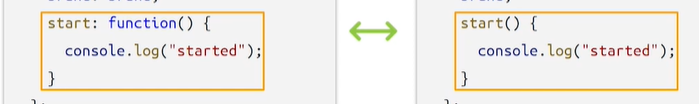 start: function() {
console.log("started");
}
start() {
console.log("started");
}